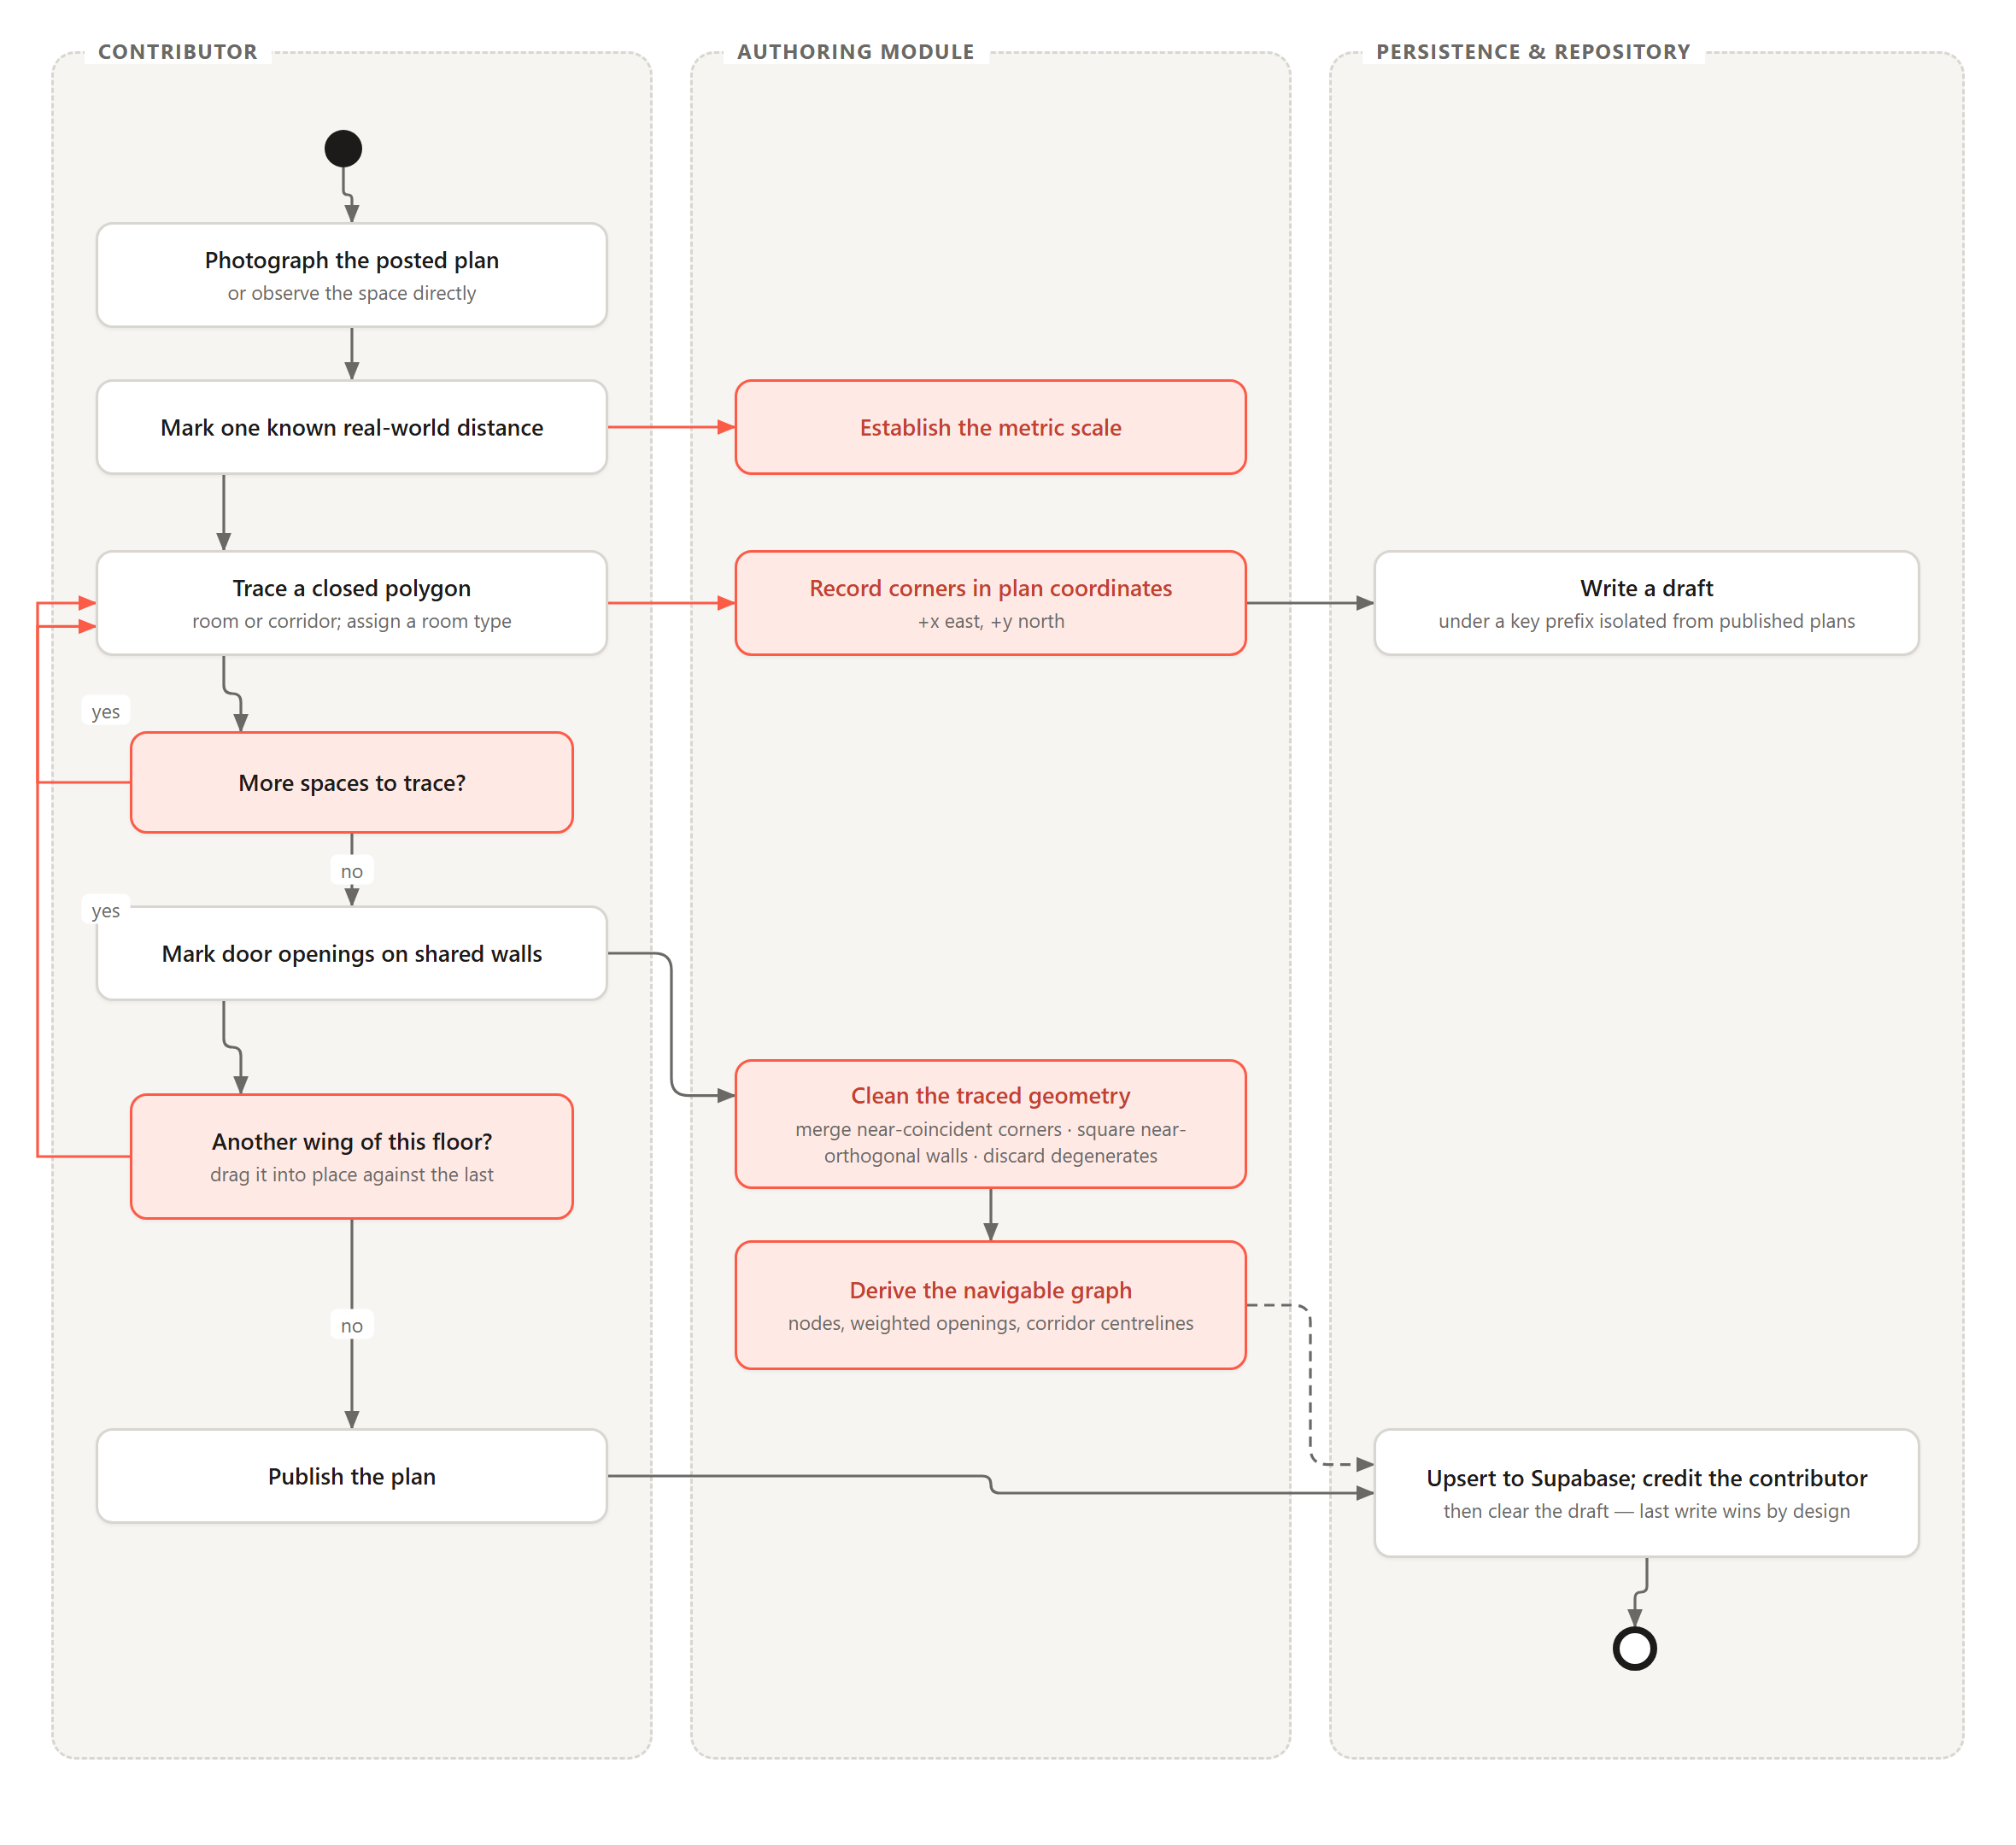 CONTRIBUTOR
AUTHORING MODULE
PERSISTENCE & REPOSITORY
Photograph the posted plan
or observe the space directly
Mark one known real-world distance
Establish the metric scale
Trace a closed polygon
room or corridor; assign a room type
Record corners in plan coordinates
+x east, +y north
Write a draft
under a key prefix isolated from published plans
yes
More spaces to trace?
no
yes
Mark door openings on shared walls
Another wing of this floor?
drag it into place against the last
Clean the traced geometry
merge near-coincident corners · square near-
orthogonal walls · discard degenerates
Derive the navigable graph
nodes, weighted openings, corridor centrelines
no
Publish the plan
Upsert to Supabase; credit the contributor
then clear the draft — last write wins by design